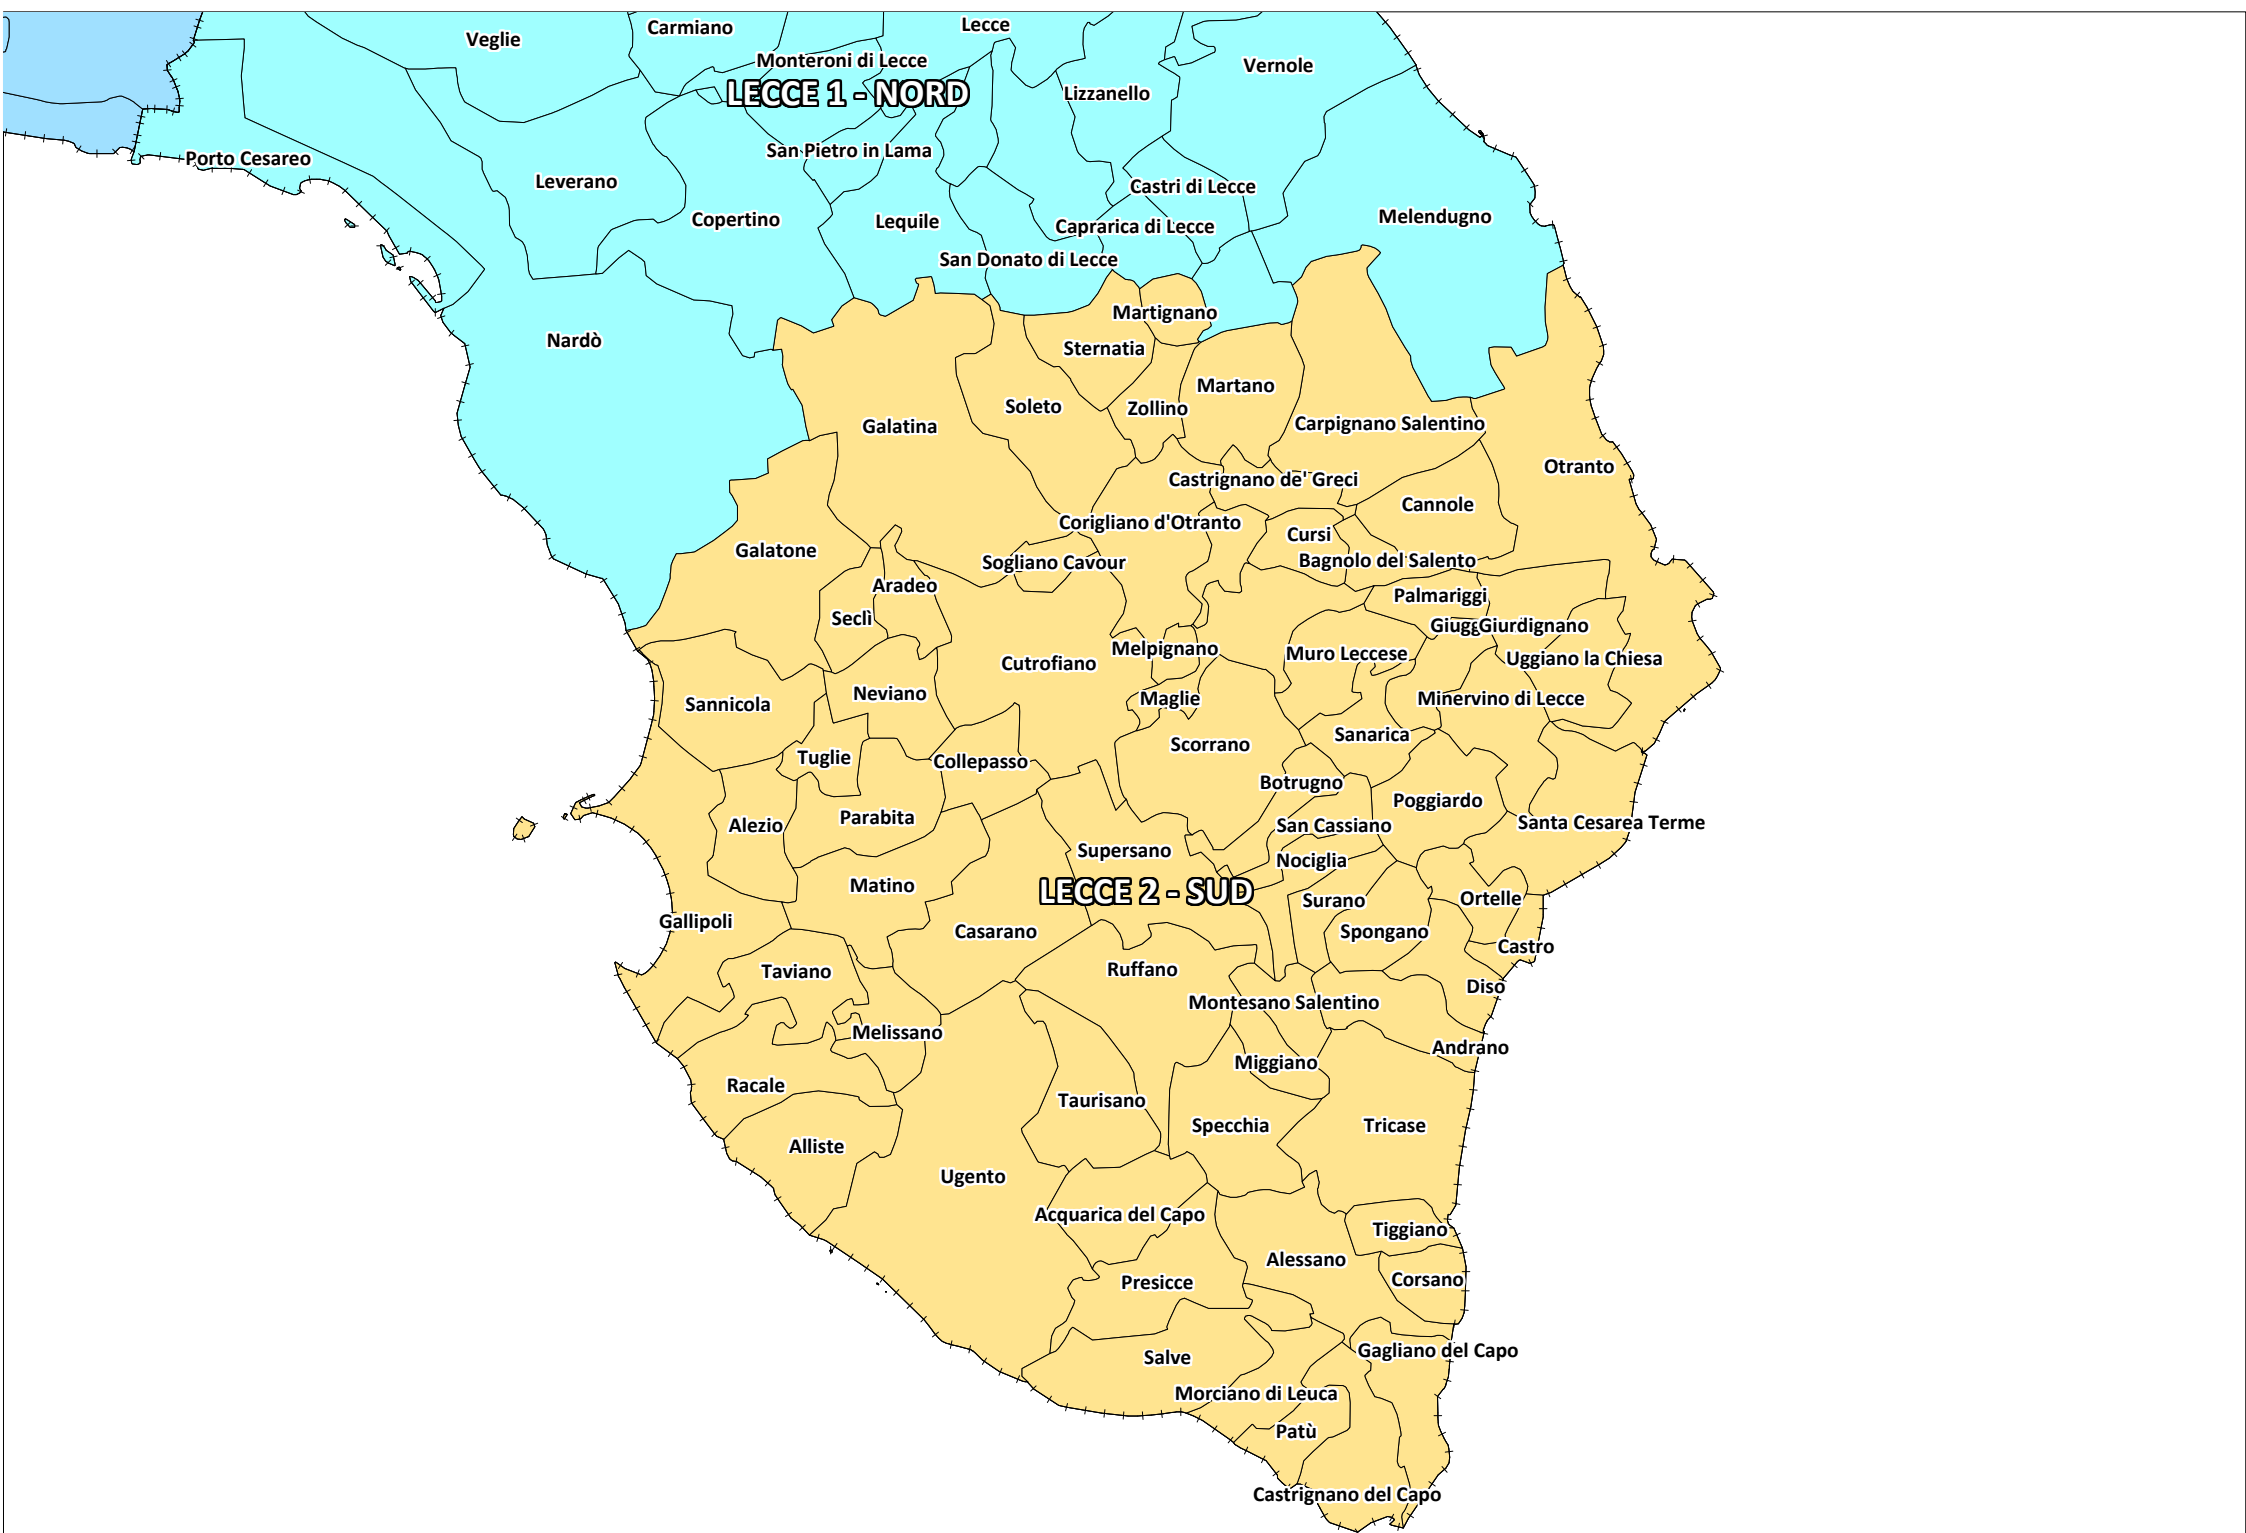 Lecce
Carmiano
Veglie
Monteroni di Lecce
Vernole
LECCE 1 - NORD
Lizzanello
San Pietro in Lama
Porto Cesareo
Leverano
Castri di Lecce
Melendugno
Copertino
Lequile
Caprarica di Lecce
San Donato di Lecce
Martignano
Nardò
Sternatia
Martano
Soleto
Zollino
Carpignano Salentino
Galatina
Otranto
Castrignano de' Greci
Cannole
Corigliano d'Otranto
Cursi
Galatone
Bagnolo del Salento
Sogliano Cavour
Aradeo
Palmariggi
Seclì
Giugg
Giurdignano
Melpignano
Muro Leccese
Uggiano la Chiesa
Cutrofiano
Neviano
Maglie
Minervino di Lecce
Sannicola
Sanarica
Scorrano
Tuglie
Collepasso
Botrugno
Poggiardo
Parabita
Alezio
San Cassiano
Santa Cesarea Terme
Supersano
Nociglia
Matino
LECCE 2 - SUD
Surano
Ortelle
Gallipoli
Casarano
Spongano
Castro
Taviano
Ruffano
Diso
Montesano Salentino
Melissano
Andrano
Miggiano
Racale
Taurisano
Specchia
Tricase
Alliste
Ugento
Acquarica del Capo
Tiggiano
Alessano
Corsano
Presicce
Gagliano del Capo
Salve
Morciano di Leuca
Patù
Castrignano del Capo